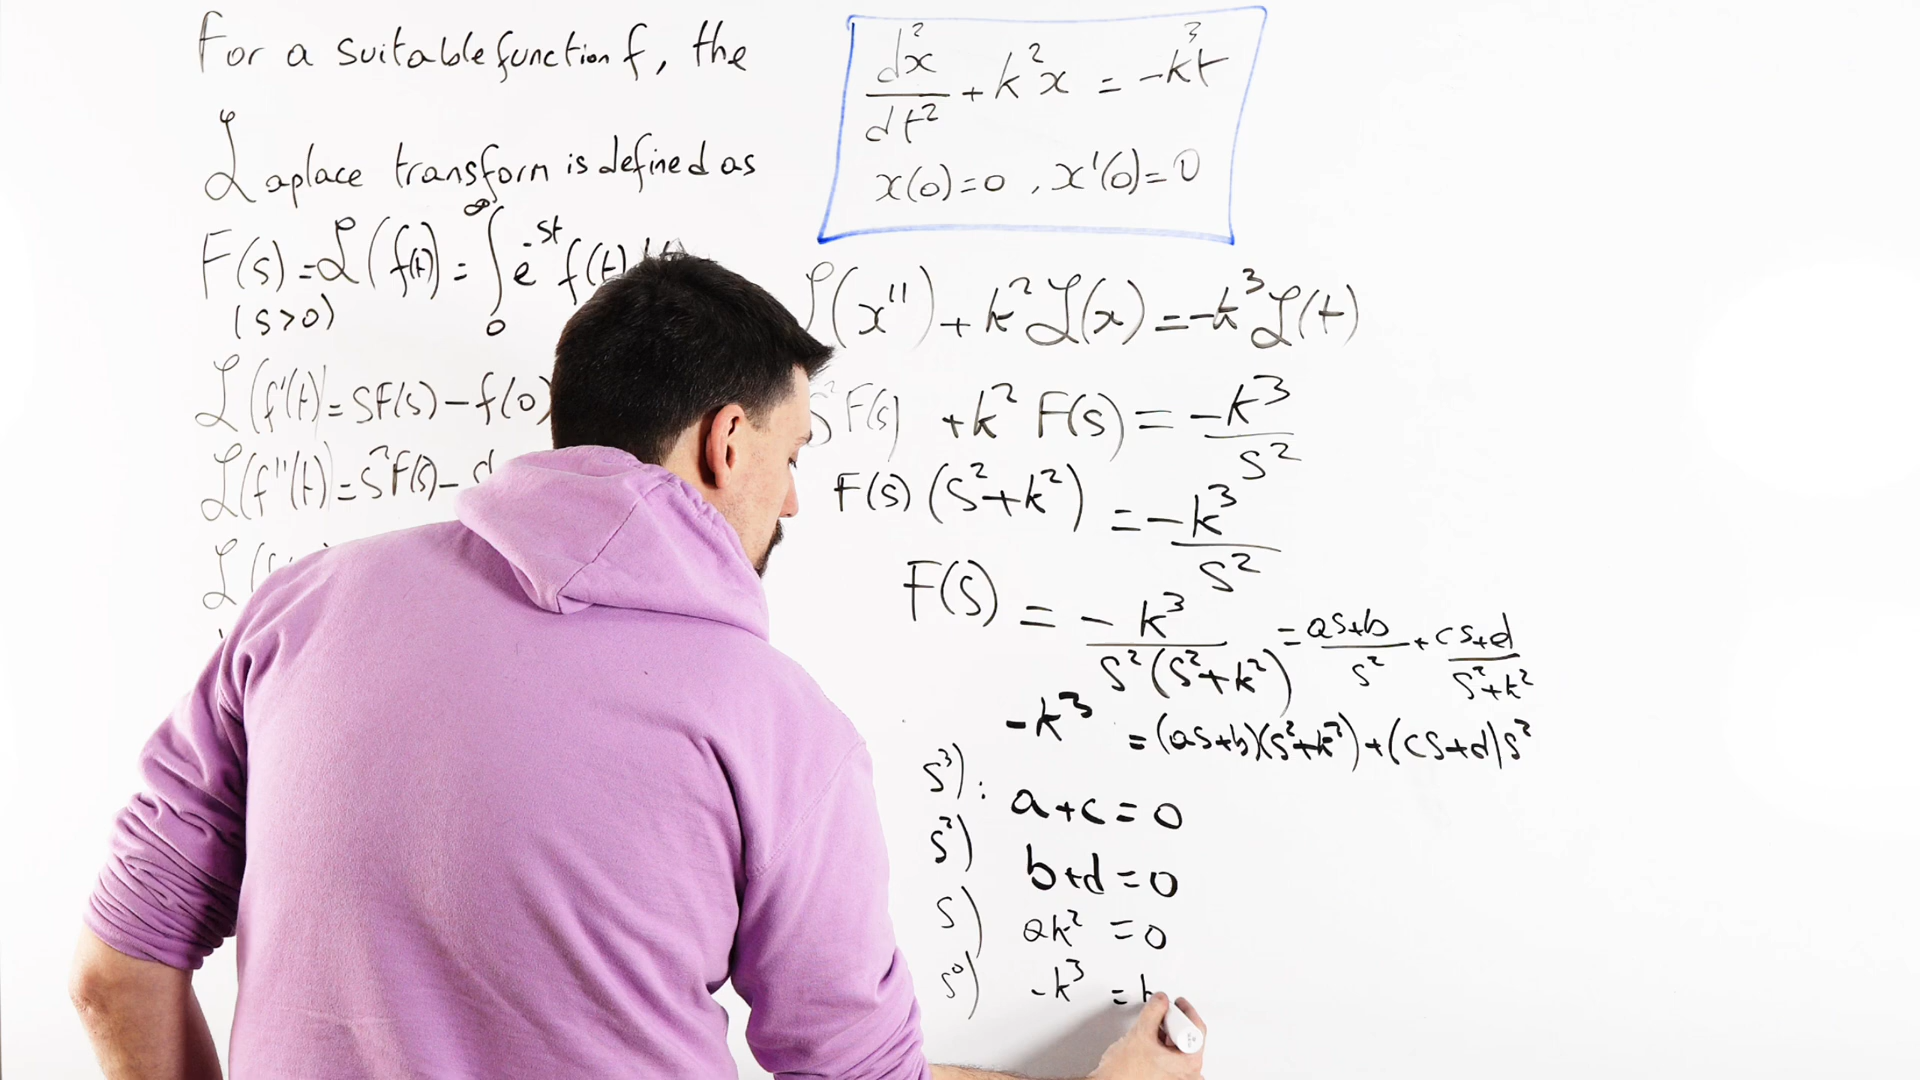 For a suitable function f, the
Laplace transform is defined as
F(s) = ℒ(f(t)) = ∫₀^∞ e^-st f(t)
(s>0)
ℒ(f'(t)) = sF(s) - f(0)
ℒ(f''(t)) = s²F(s) -
d²x/dt² + k²x = -k³t
x(0)=0, x'(0)=0
ℒ(x'') + k²ℒ(x) = -k³ℒ(t)
s²F(s) + k² F(s) = -k³/s²
F(s)(s²+k²) = -k³/s²
F(s) = -k³/s²(s²+k²) = as+b/s² + cs+d/s²+k²
-k³ = (as+b)(s²+k²)+(cs+d)s²
s³): a+c=0
s²) b+d=0
s) ak² = 0
s⁰) -k³ =